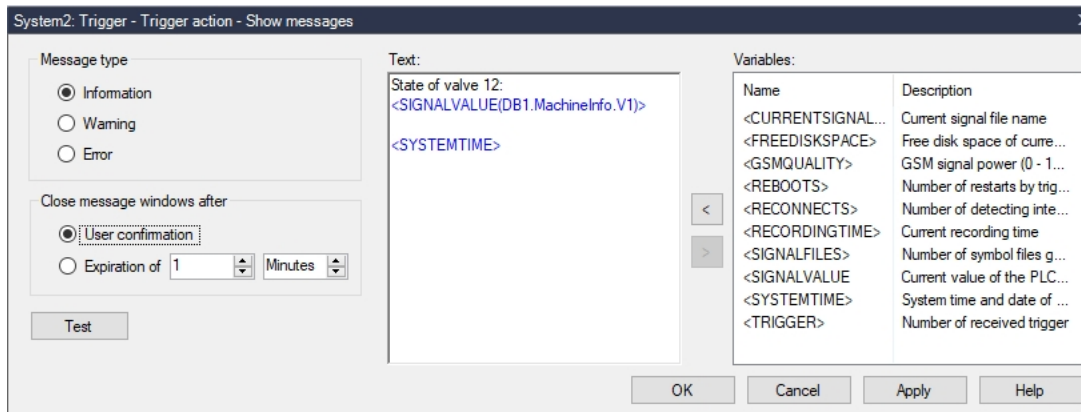 System2: Trigger - Trigger action - Show messages
Message type
Information
Warning
Error
Close message windows after
User confirmation
Expiration of 1 Minutes
Test
Text:
State of valve 12:
<SIGNALVALUE(DB1.MachineInfo.V1)>
<SYSTEMTIME>
<
>
Variables:
Name Description
<CURRENTSIGNAL... Current signal file name
<FREEDISKSPACE> Free disk space of curre...
<GSMQUALITY> GSM signal power (0 - 1...
<REBOOTS> Number of restarts by trig...
<RECONNECTS> Number of detecting inte...
<RECORDINGTIME> Current recording time
<SIGNALFILES> Number of symbol files g...
<SIGNALVALUE Current value of the PLC...
<SYSTEMTIME> System time and date of ...
<TRIGGER> Number of received trigger
OK Cancel Apply Help